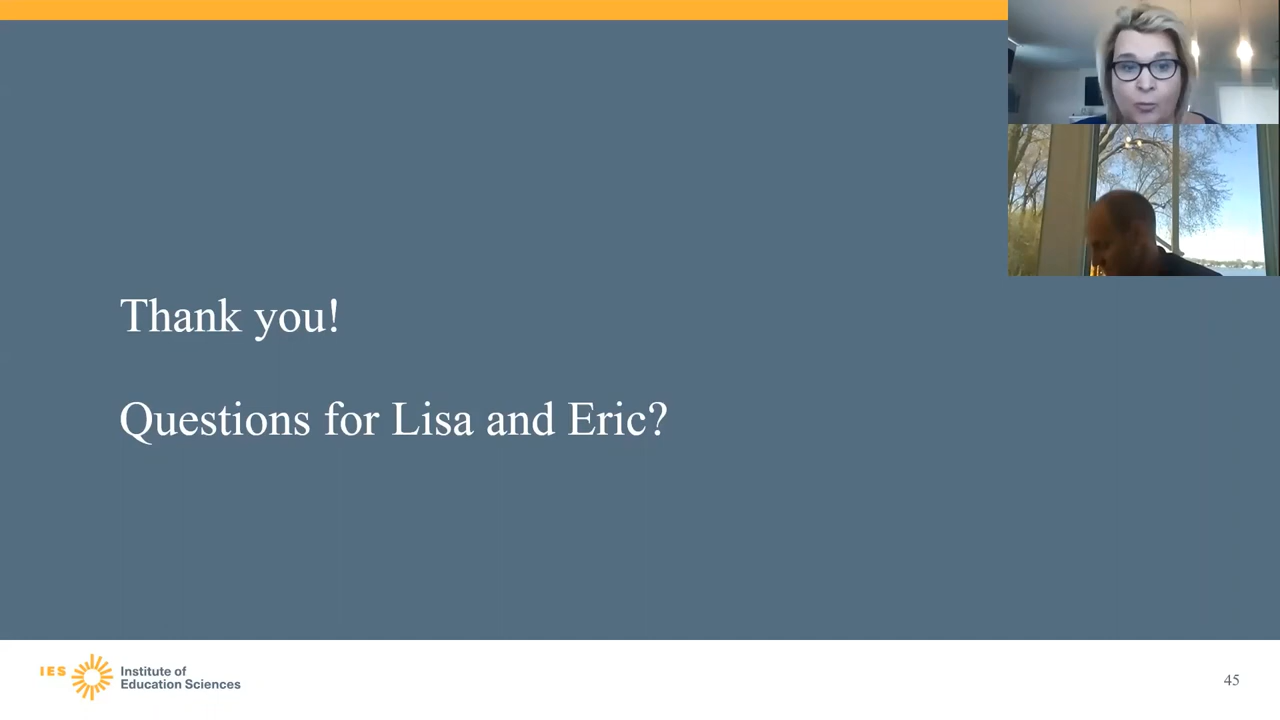 Thank you!
Questions for Lisa and Eric?
IES
Institute of
Education Sciences
45